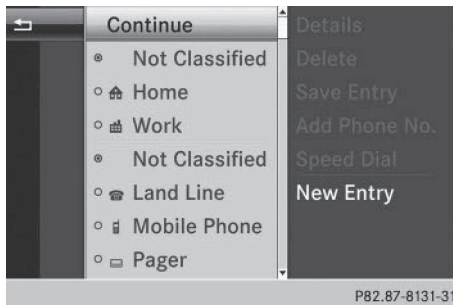 Continue
Not Classified
Home
Work
Not Classified
Land Line
Mobile Phone
Pager
Details
Delete
Save Entry
Add Phone No.
Speed Dial
New Entry
P82.87-8131-31